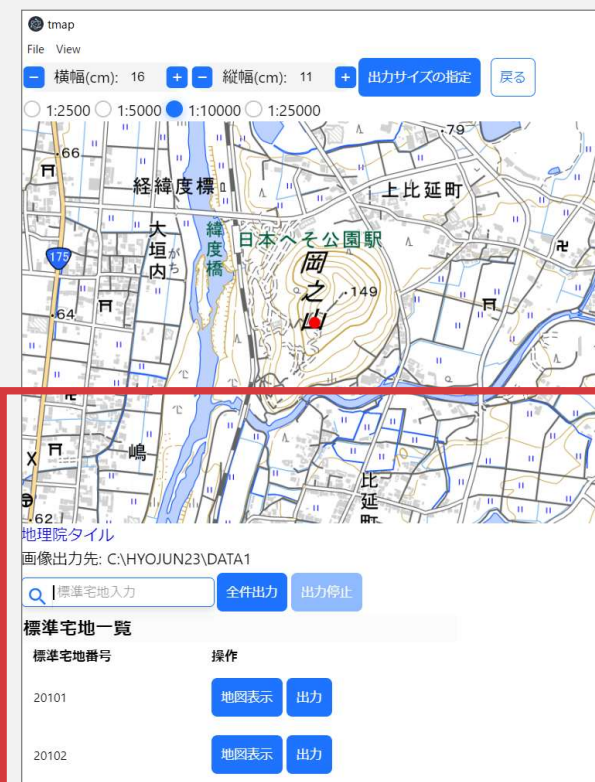 tmap
File View
横幅(cm): 16 縦幅(cm): 11 出力サイズの指定 戻る
1:2500 1:5000 1:10000 1:25000
79
66
経緯度標
上比延町
大垣内
がち
緯度橋
日本へそ公園駅
岡之山
175
149
64
嶋
比延町
62
地理院タイル
画像出力先: C:\HYOJUN23\DATA1
標準宅地入力 全件出力 出力停止
標準宅地一覧
標準宅地番号 操作
20101 地図表示 出力
20102 地図表示 出力